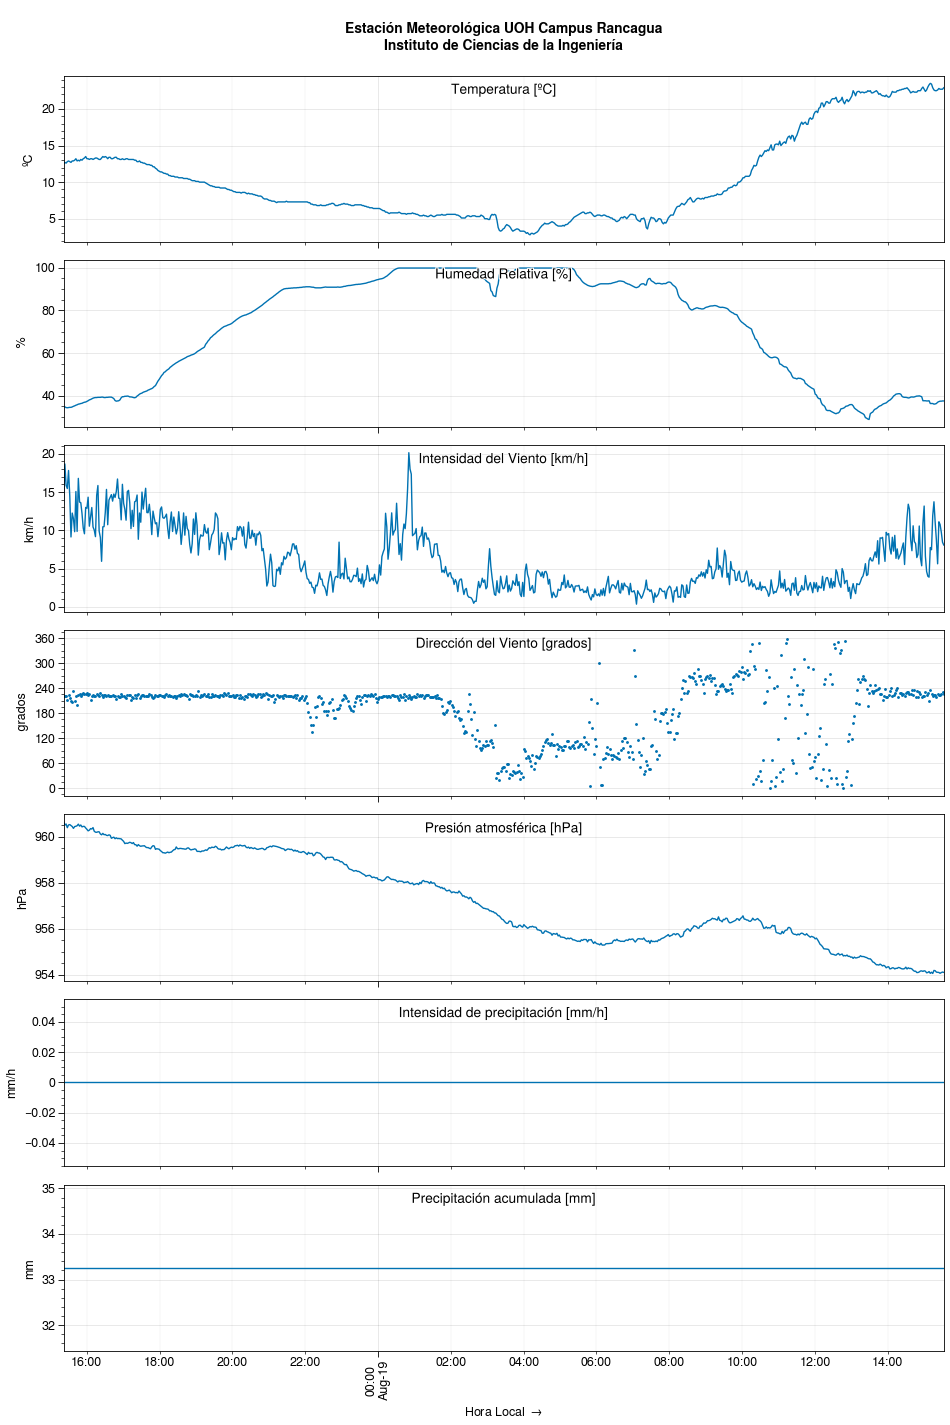 Estación Meteorológica UOH Campus Rancagua
Instituto de Ciencias de la Ingeniería
Temperatura [ºC]
ºC
20
15
10
5
Humedad Relativa [%]
%
100
80
60
40
Intensidad del Viento [km/h]
km/h
20
15
10
5
0
Dirección del Viento [grados]
grados
360
300
240
180
120
60
0
Presión atmosférica [hPa]
hPa
960
958
956
954
Intensidad de precipitación [mm/h]
mm/h
0.04
0.02
0
−0.02
−0.04
Precipitación acumulada [mm]
mm
35
34
33
32
16:00 18:00 20:00 22:00 00:00 02:00 04:00 06:00 08:00 10:00 12:00 14:00
Aug-19
Hora Local →